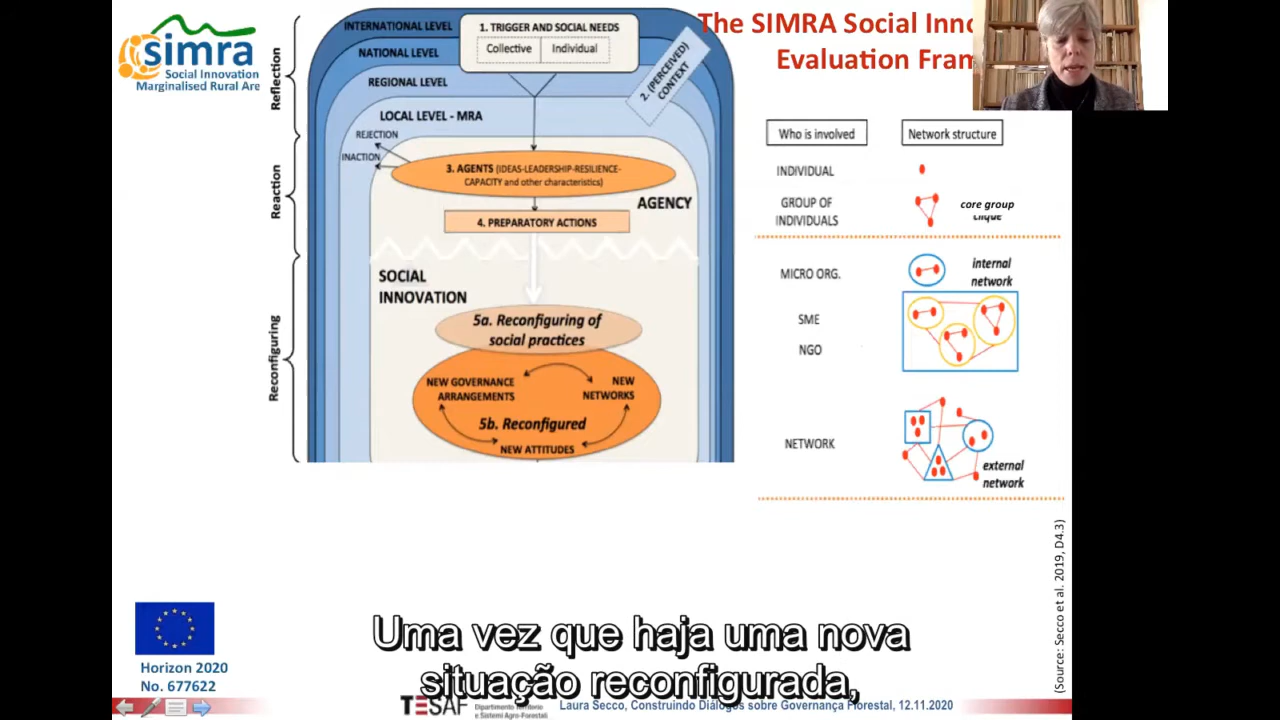 simra
Social Innovation
Marginalised Rural Are
The SIMRA Social Inno
Evaluation Fran
INTERNATIONAL LEVEL
NATIONAL LEVEL
REGIONAL LEVEL
LOCAL LEVEL - MRA
1. TRIGGER AND SOCIAL NEEDS
Collective
Individual
2. (PERCEIVED)
CONTEXT
Reflection
Reaction
Reconfiguring
REJECTION
INACTION
3. AGENTS (IDEAS-LEADERSHIP-RESILIENCE-
CAPACITY and other characteristics)
AGENCY
4. PREPARATORY ACTIONS
SOCIAL
INNOVATION
5a. Reconfiguring of
social practices
NEW GOVERNANCE
ARRANGEMENTS
NEW
NETWORKS
5b. Reconfigured
NEW ATTITUDES
Who is involved
Network structure
INDIVIDUAL
GROUP OF
INDIVIDUALS
core group
clique
MICRO ORG.
internal
network
SME
NGO
NETWORK
external
network
(Source: Secco et al. 2019, D4.3)
Horizon 2020
No. 677622
Uma vez que haja uma nova
situação reconfigurada,
TESAF
Dipartimento Territorio
e Sistemi Agro-Forestali
Laura Secco, Construindo Diálogos sobre Governança Florestal, 12.11.2020